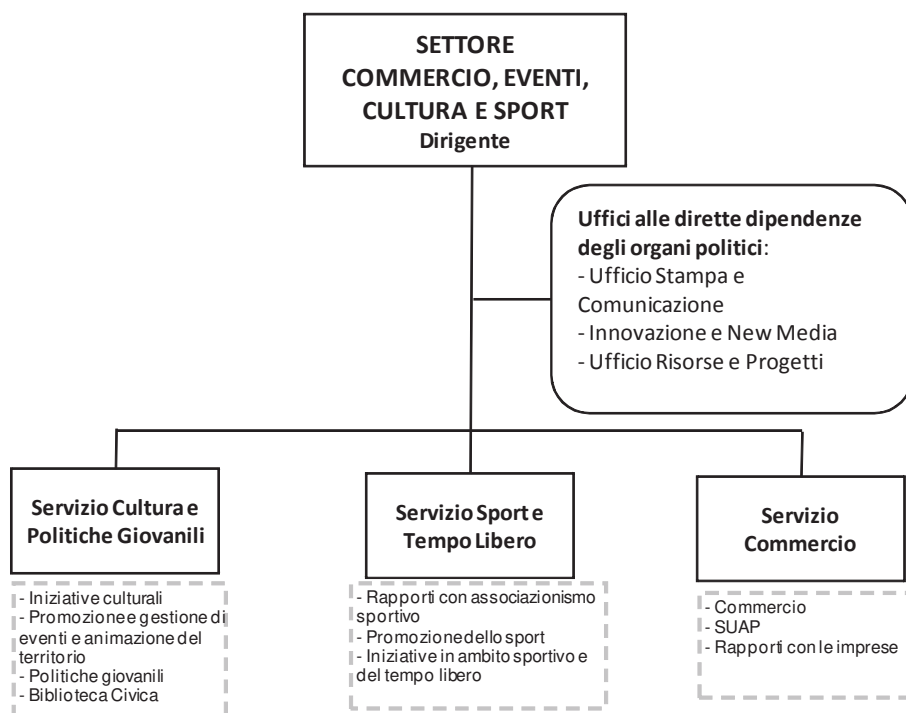 SETTORE
COMMERCIO, EVENTI,
CULTURA E SPORT
Dirigente
Uffici alle dirette dipendenze
degli organi politici:
- Ufficio Stampa e
Comunicazione
- Innovazione e New Media
- Ufficio Risorse e Progetti
Servizio Cultura e
Politiche Giovanili
- Iniziative culturali
- Promozione e gestione di
eventi e animazione del
territorio
- Politiche giovanili
- Biblioteca Civica
Servizio Sport e
Tempo Libero
- Rapporti con associazionismo
sportivo
- Promozione dello sport
- Iniziative in ambito sportivo e
del tempo libero
Servizio
Commercio
- Commercio
- SUAP
- Rapporti con le imprese